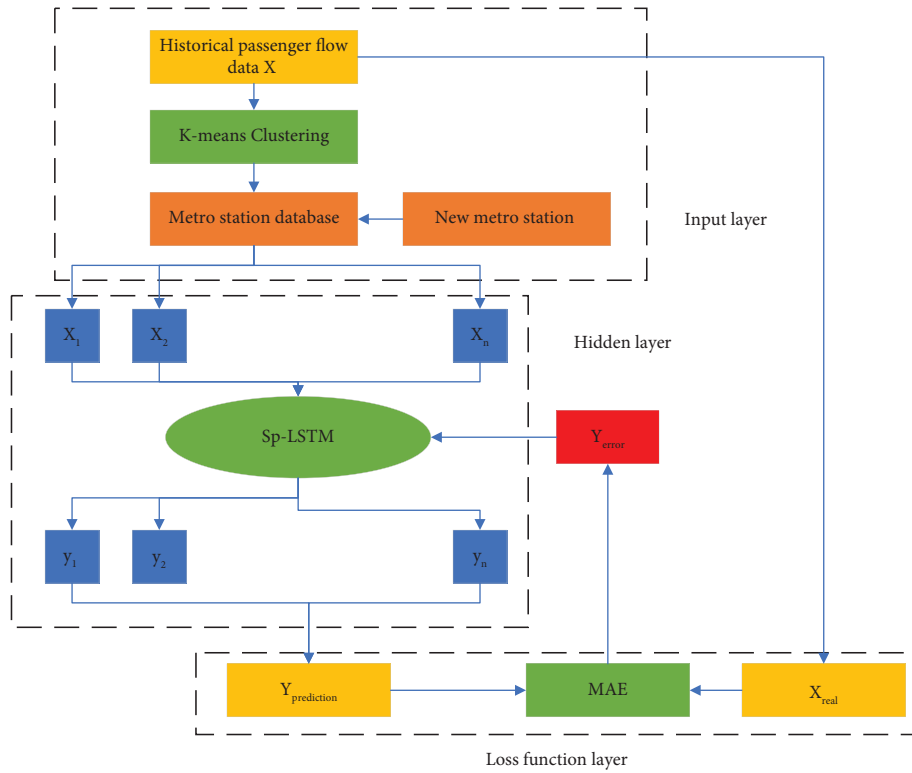 Historical passenger flow
data X
K-means Clustering
Metro station database
New metro station
Input layer
X1
X2
Xn
Hidden layer
Sp-LSTM
Yerror
y1
y2
yn
Yprediction
MAE
Xreal
Loss function layer